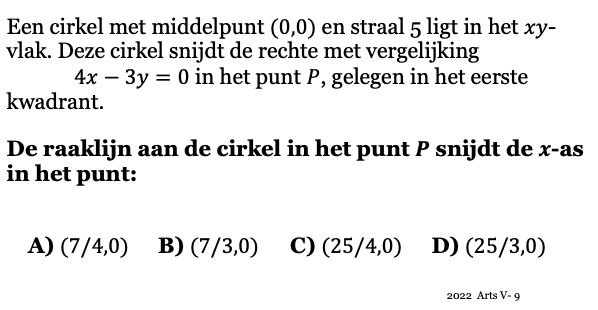 Een cirkel met middelpunt (0,0) en straal 5 ligt in het xy-
vlak. Deze cirkel snijdt de rechte met vergelijking
4x − 3y = 0 in het punt P, gelegen in het eerste
kwadrant.
De raaklijn aan de cirkel in het punt P snijdt de x-as
in het punt:
A) (7/4,0) B) (7/3,0) C) (25/4,0) D) (25/3,0)
2022 Arts V- 9